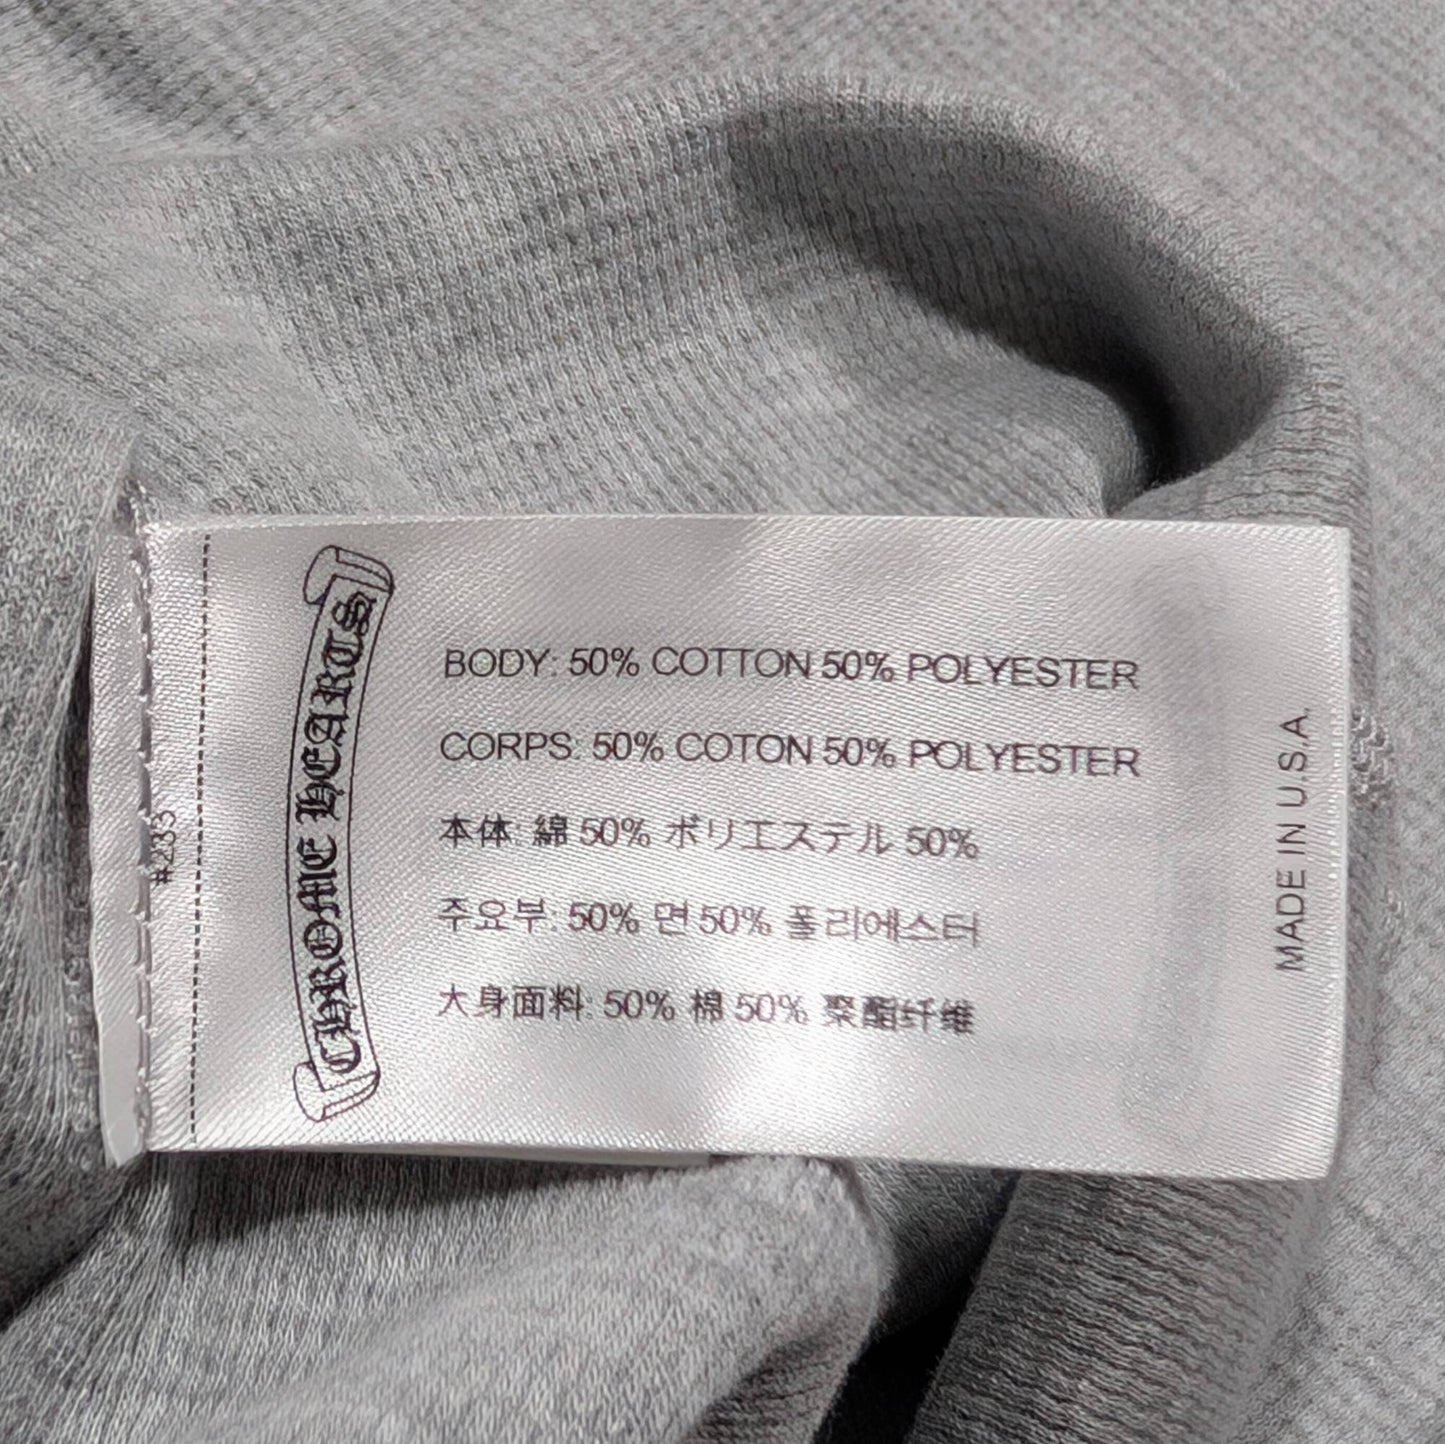 CHROME HEARTS
#233
BODY: 50% COTTON 50% POLYESTER
CORPS: 50% COTON 50% POLYESTER
本体: 綿 50% ポリエステル 50%
주요부: 50% 면 50% 폴리에스터
大身面料: 50% 棉 50% 聚酯纤维
MADE IN U.S.A.